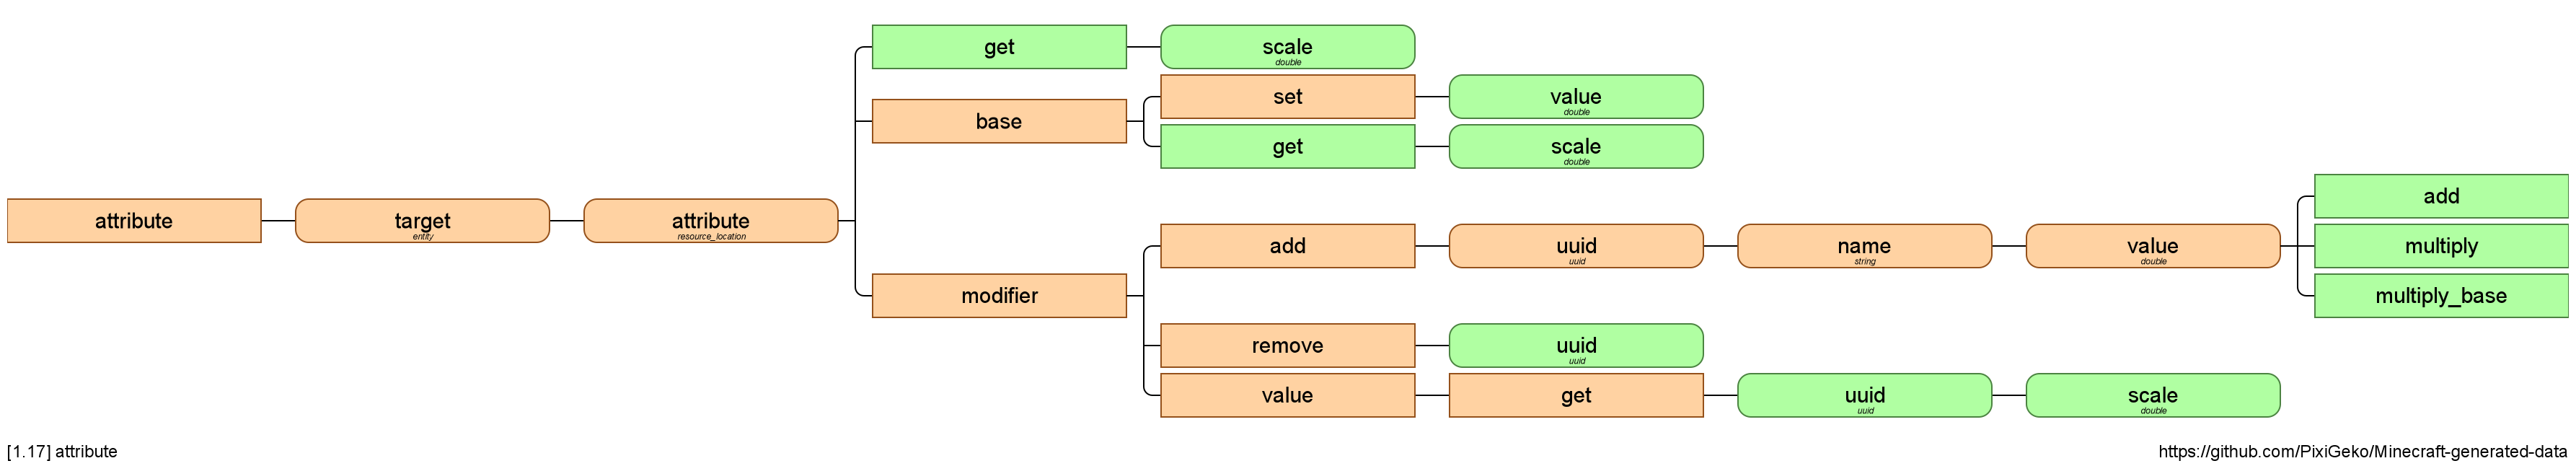 get
scale
double
set
value
double
base
get
scale
double
attribute
target
entity
attribute
resource_location
add
add
uuid
uuid
name
string
value
double
multiply
modifier
multiply_base
remove
uuid
uuid
value
get
uuid
uuid
scale
double
[1.17] attribute
https://github.com/PixiGeko/Minecraft-generated-data